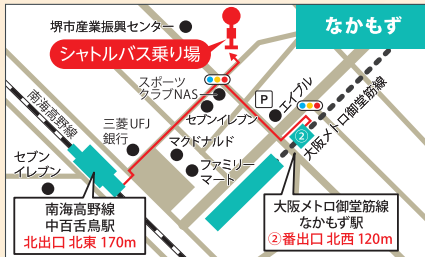 堺市産業振興センター
なかもず
シャトルバス乗り場
スポーツ
クラブNAS
P
エイブル
南海高野線
セブンイレブン
三菱UFJ
銀行
②
大阪メトロ御堂筋線
マクドナルド
セブン
イレブン
ファミリー
マート
南海高野線
中百舌鳥駅
北出口 北東 170m
大阪メトロ御堂筋線
なかもず駅
②番出口 北西 120m